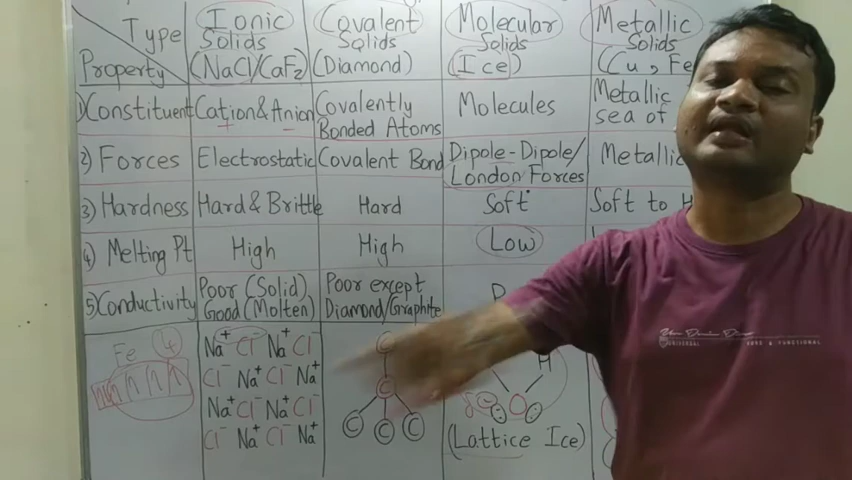 Type
Property
Ionic
Solids
(NaCl/CaF₂)
Covalent
Solids
(Diamond)
Molecular
Solids
(Ice)
Metallic
Solids
(Cu, Fe
1) Constituent
Cation & Anion
+ -
Covalently
Bonded Atoms
Molecules
Metallic
sea of
2) Forces
Electrostatic
Covalent Bond
Dipole-Dipole/
London Forces
Metallic
3) Hardness
Hard & Brittle
Hard
Soft
Soft to H
4) Melting Pt
High
High
Low
5) Conductivity
Poor (Solid)
Good (Molten)
Poor except
Diamond/Graphite
P
Fe
4
Na⁺ Cl⁻ Na⁺ Cl⁻
Cl⁻ Na⁺ Cl⁻ Na⁺
Na⁺ Cl⁻ Na⁺ Cl⁻
Cl⁻ Na⁺ Cl⁻ Na⁺
C
C
C C C
H
δ⁻ O
(Lattice Ice)
UNIVERSAL